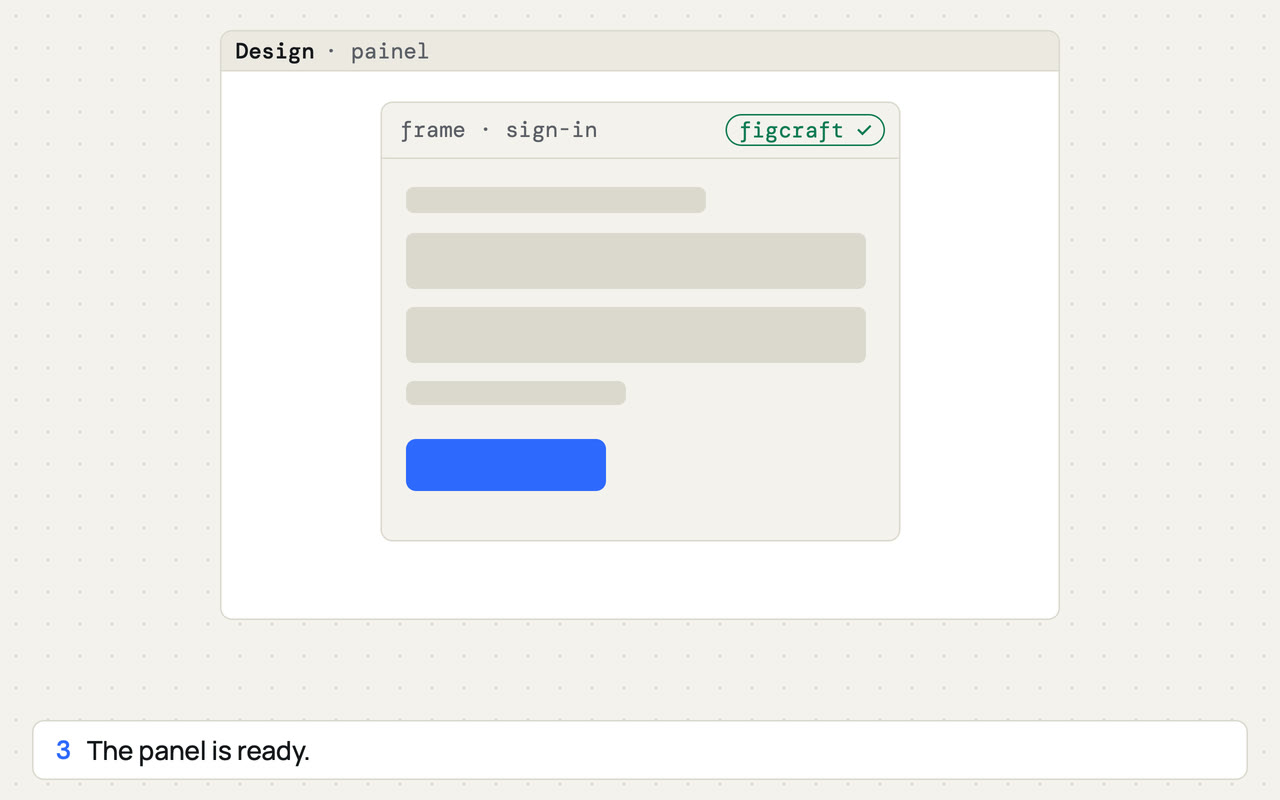 Design · painel
frame · sign-in
figcraft ✓
3 The panel is ready.